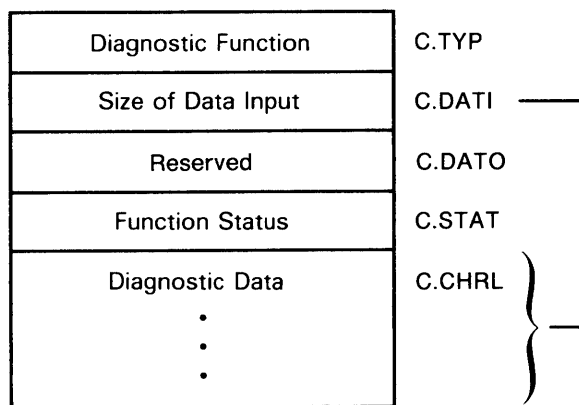 Diagnostic Function C.TYP
Size of Data Input C.DATI
Reserved C.DATO
Function Status C.STAT
Diagnostic Data C.CHRL